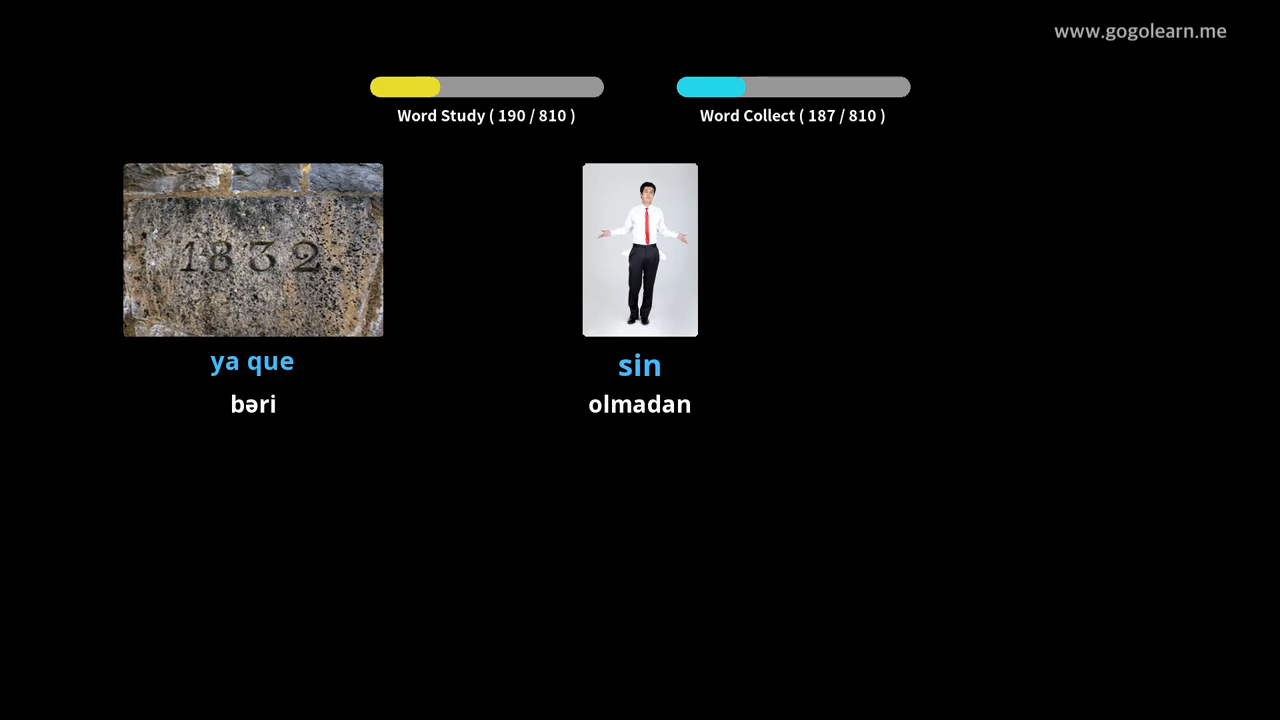 www.gogolearn.me
Word Study ( 190 / 810 )
Word Collect ( 187 / 810 )
1832.
ya que
bəri
sin
olmadan